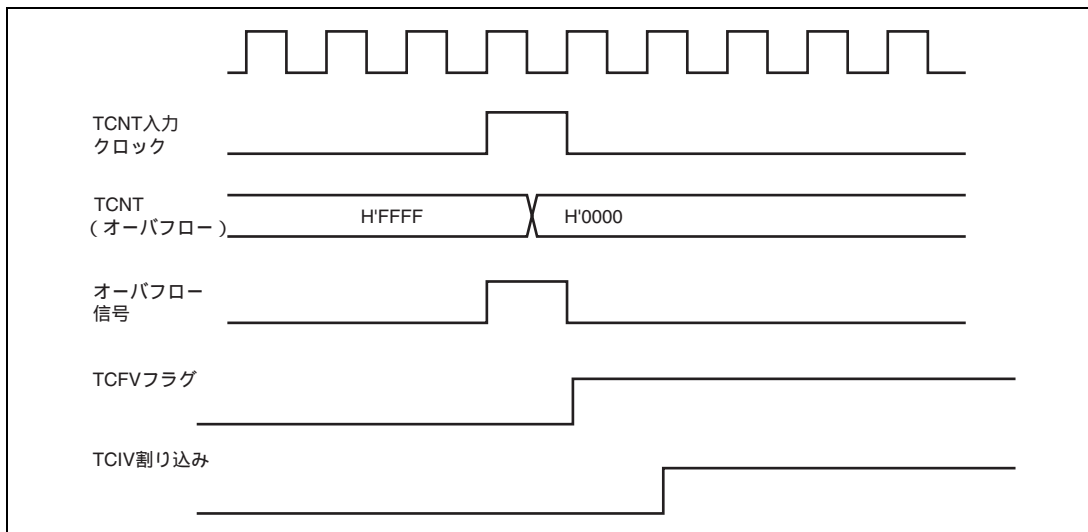 TCNT入力
クロック
TCNT
(オーバフロー)
H'FFFF
H'0000
オーバフロー
信号
TCFVフラグ
TCIV割り込み